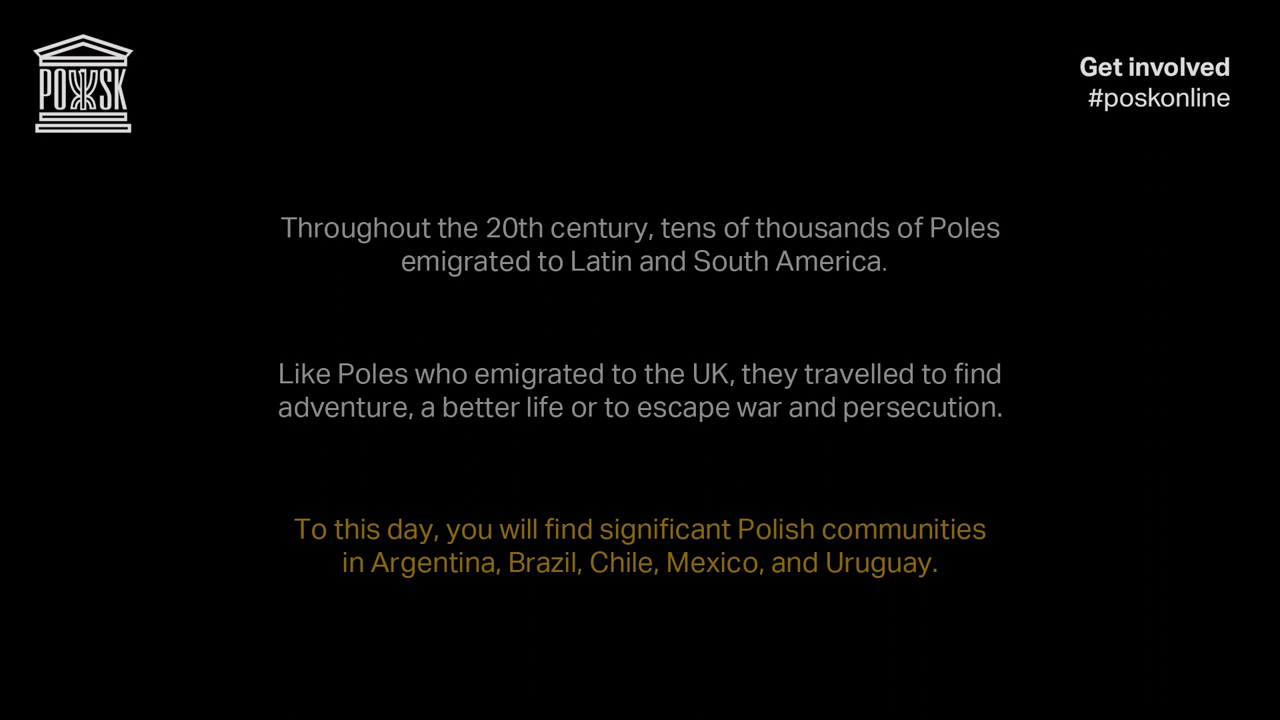 POSK
Get involved
#poskonline
Throughout the 20th century, tens of thousands of Poles
emigrated to Latin and South America.
Like Poles who emigrated to the UK, they travelled to find
adventure, a better life or to escape war and persecution.
To this day, you will find significant Polish communities
in Argentina, Brazil, Chile, Mexico, and Uruguay.